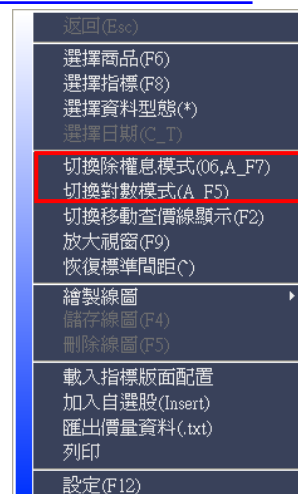 返回(Esc)
選擇商品(F6)
選擇指標(F8)
選擇資料型態(*)
選擇日期(C_T)
切換除權息模式(06,A_F7)
切換對數模式(A_F5)
切換移動查價線顯示(F2)
放大視窗(F9)
恢復標準間距(^)
繪製線圖
儲存線圖(F4)
刪除線圖(F5)
載入指標版面配置
加入自選股(Insert)
匯出價量資料(.txt)
列印
設定(F12)